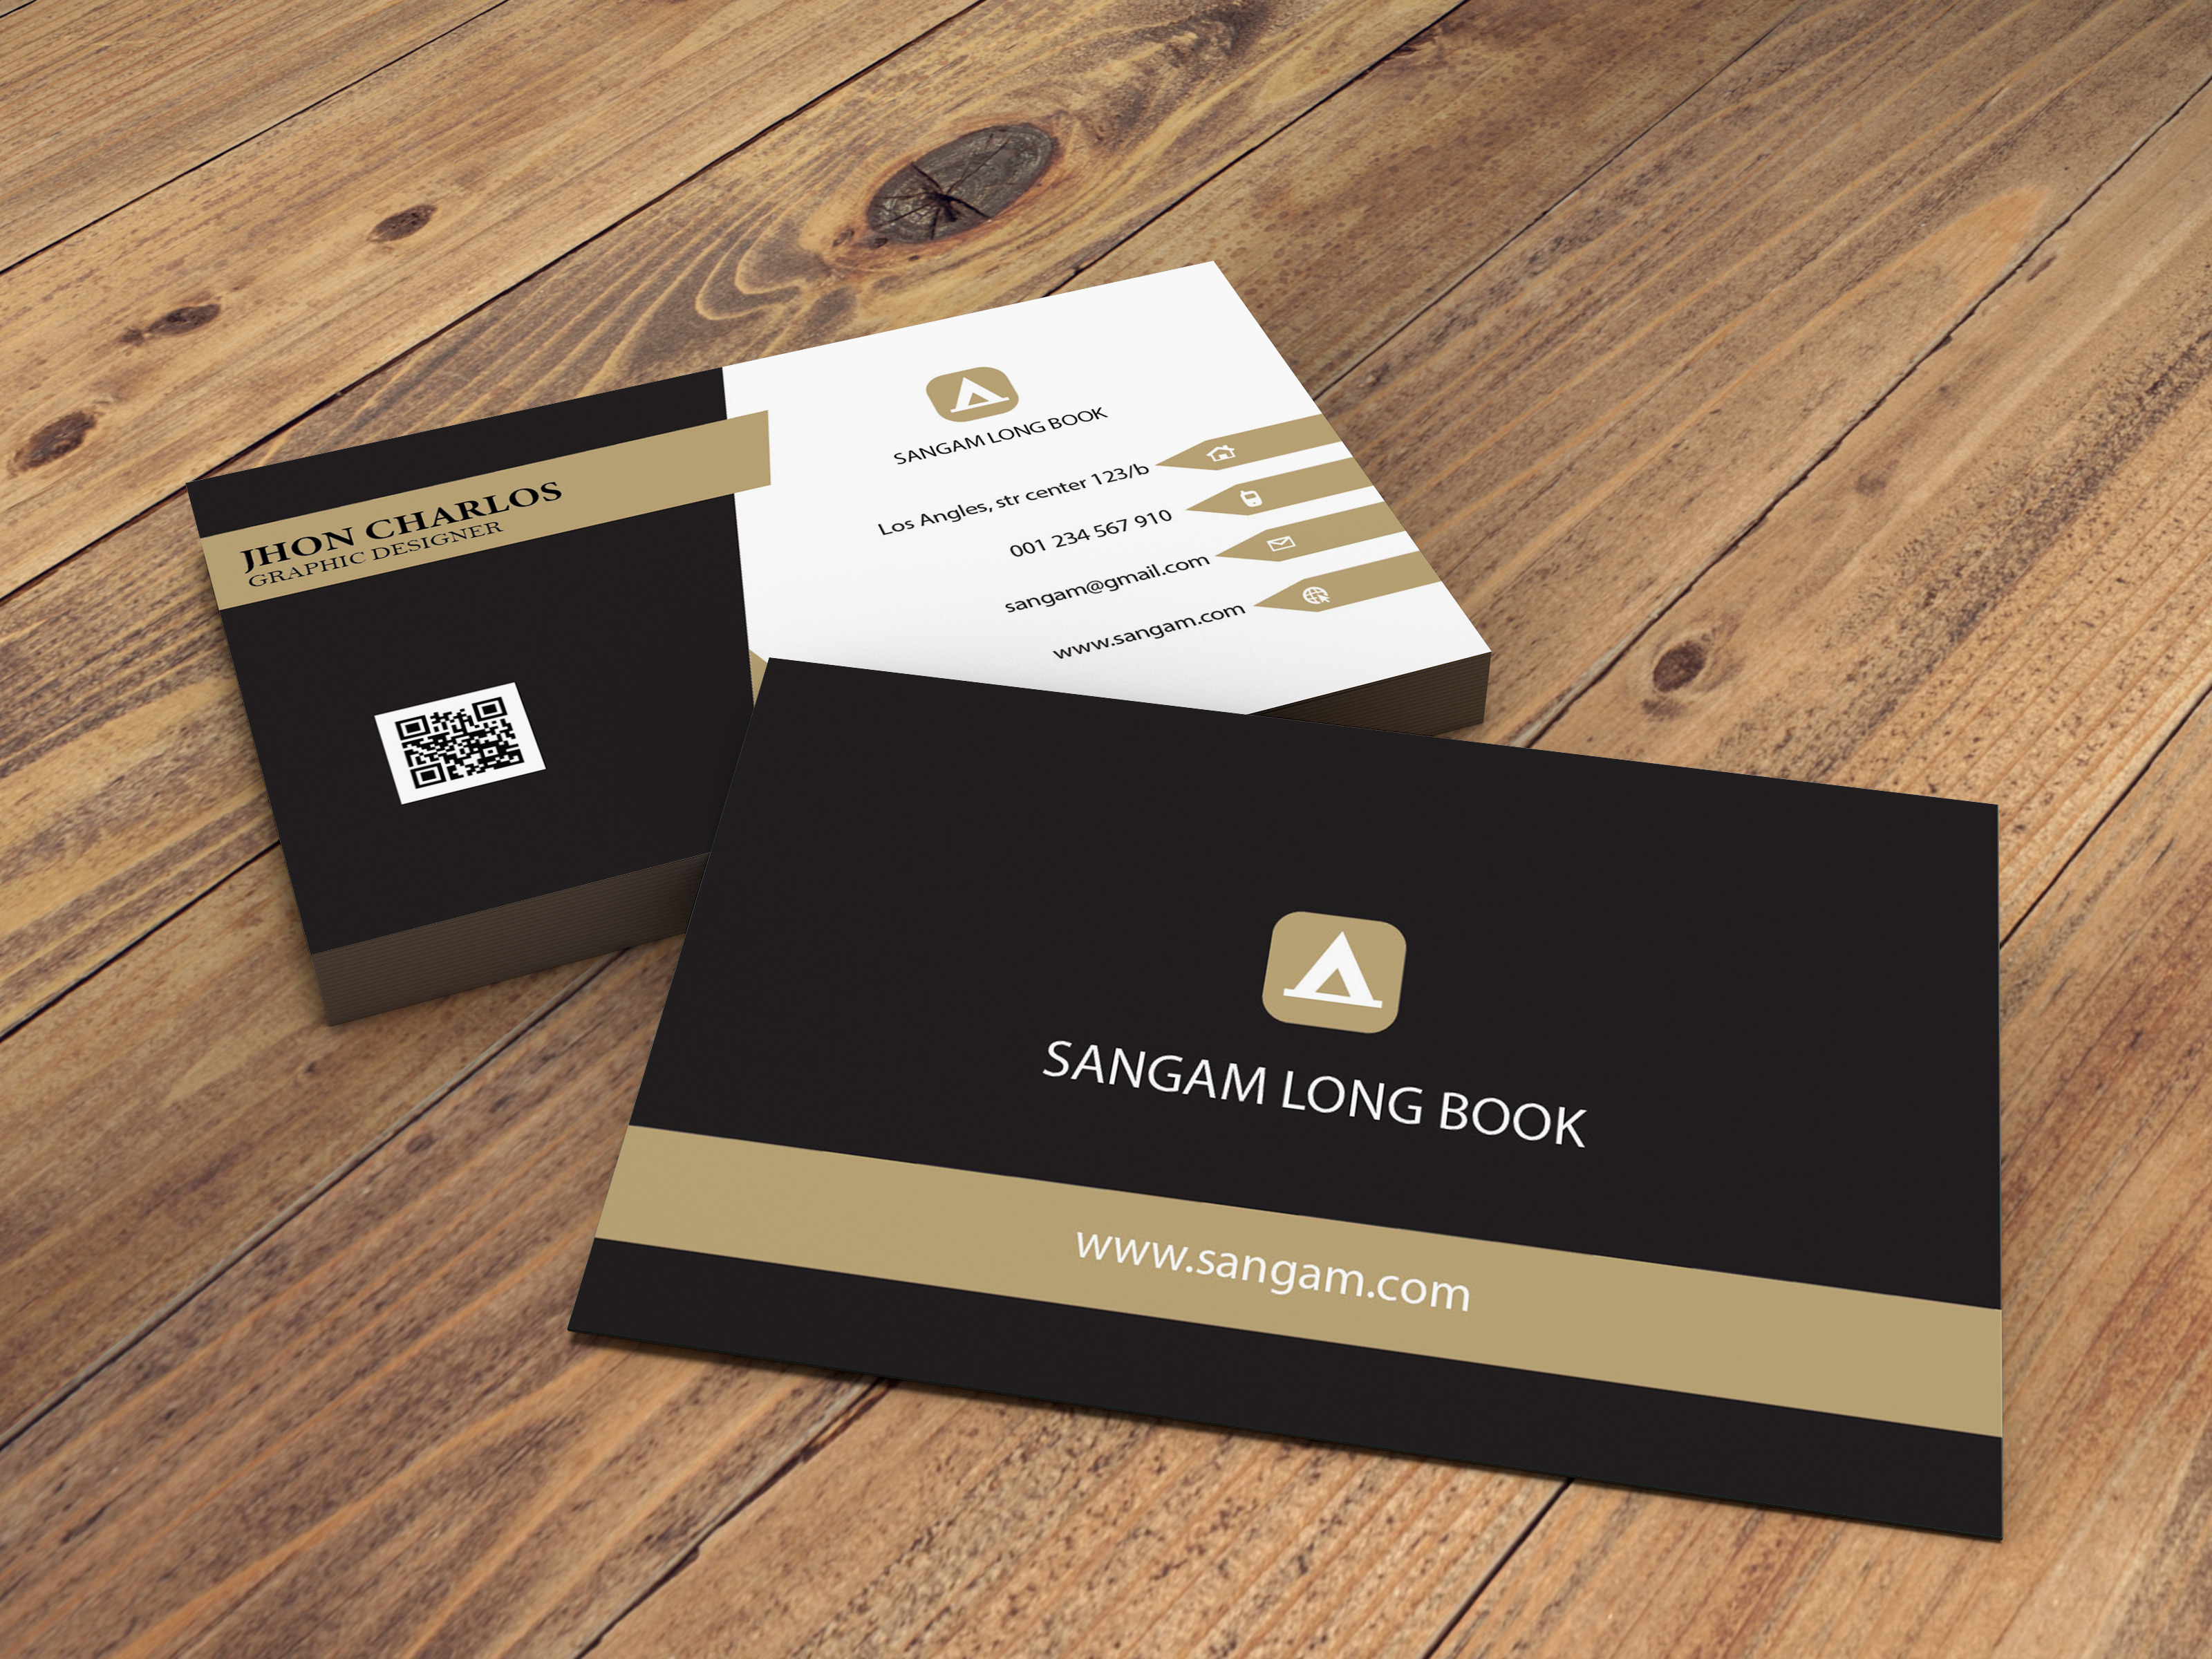 JHON CHARLOS
GRAPHIC DESIGNER
SANGAM LONG BOOK
Los Angles, str center 123/b
001 234 567 910
sangam@gmail.com
www.sangam.com
SANGAM LONG BOOK
www.sangam.com